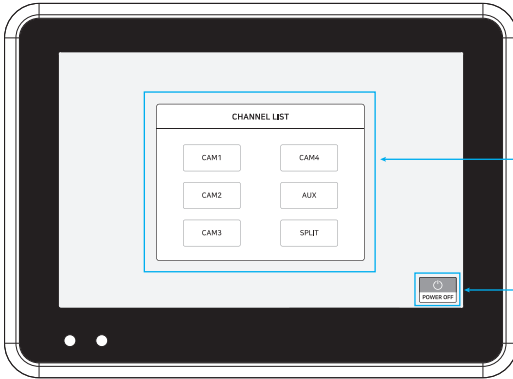 CHANNEL LIST
CAM1 CAM4
CAM2 AUX
CAM3 SPLIT
POWER OFF